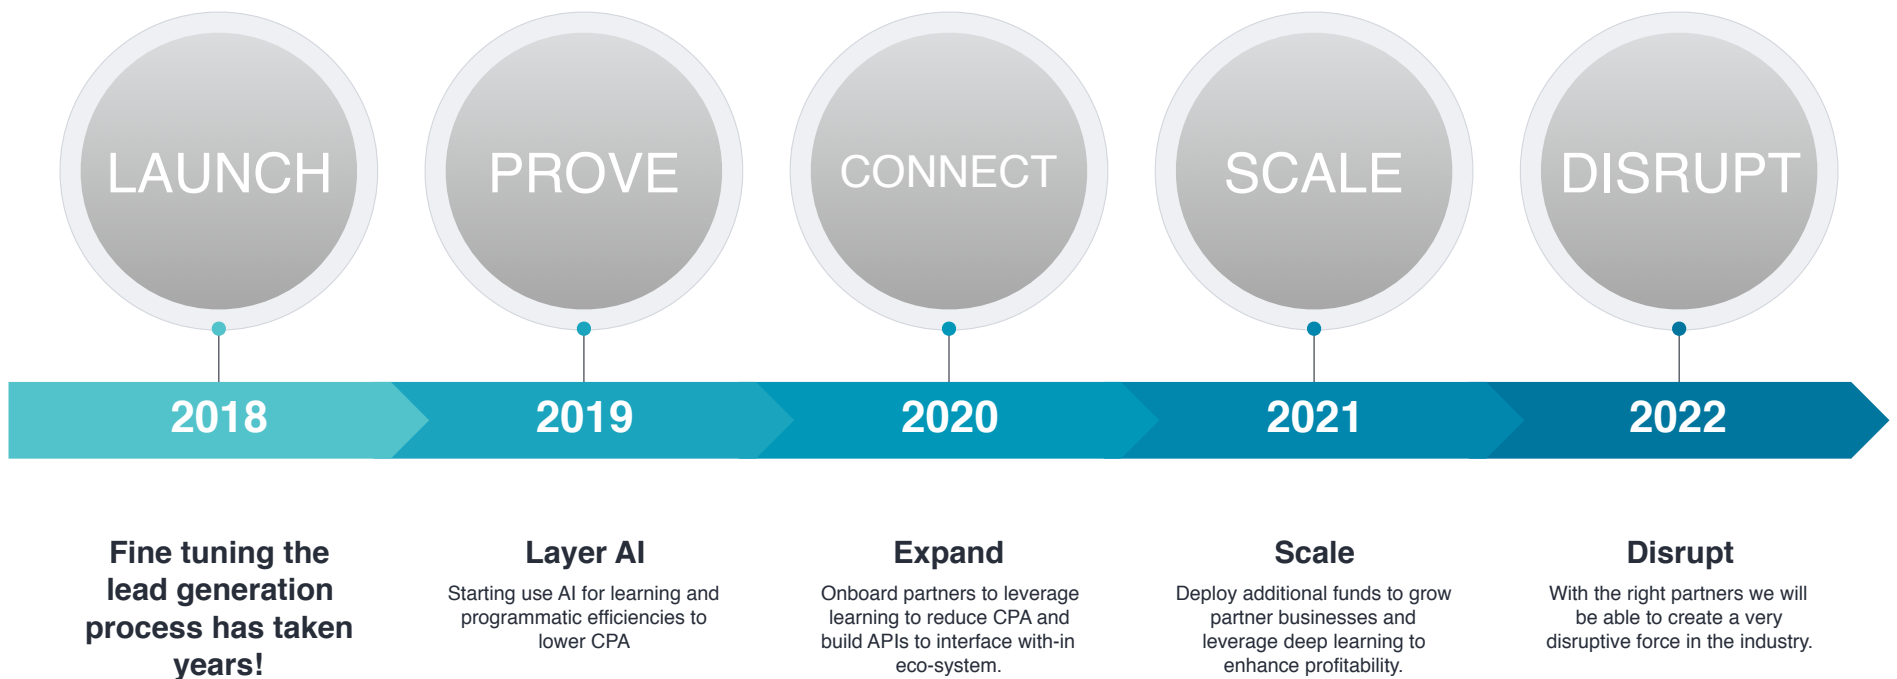 LAUNCH
PROVE
CONNECT
SCALE
DISRUPT
2018
2019
2020
2021
2022
Fine tuning the
lead generation
process has taken
years!
Layer AI
Starting use AI for learning and
programmatic efficiencies to
lower CPA
Expand
Onboard partners to leverage
learning to reduce CPA and
build APIs to interface with-in
eco-system.
Scale
Deploy additional funds to grow
partner businesses and
leverage deep learning to
enhance profitability.
Disrupt
With the right partners we will
be able to create a very
disruptive force in the industry.